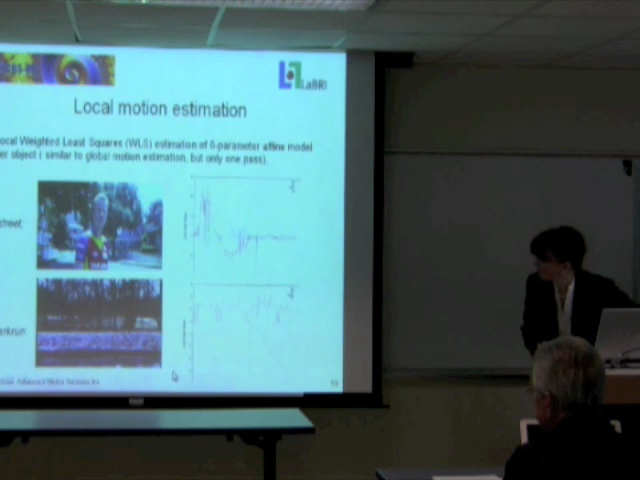 LaBRI
Local motion estimation
ocal Weighted Least Squares (WLS) estimation of 6-parameter affine model
er object ( similar to global motion estimation, but only one pass).
street: